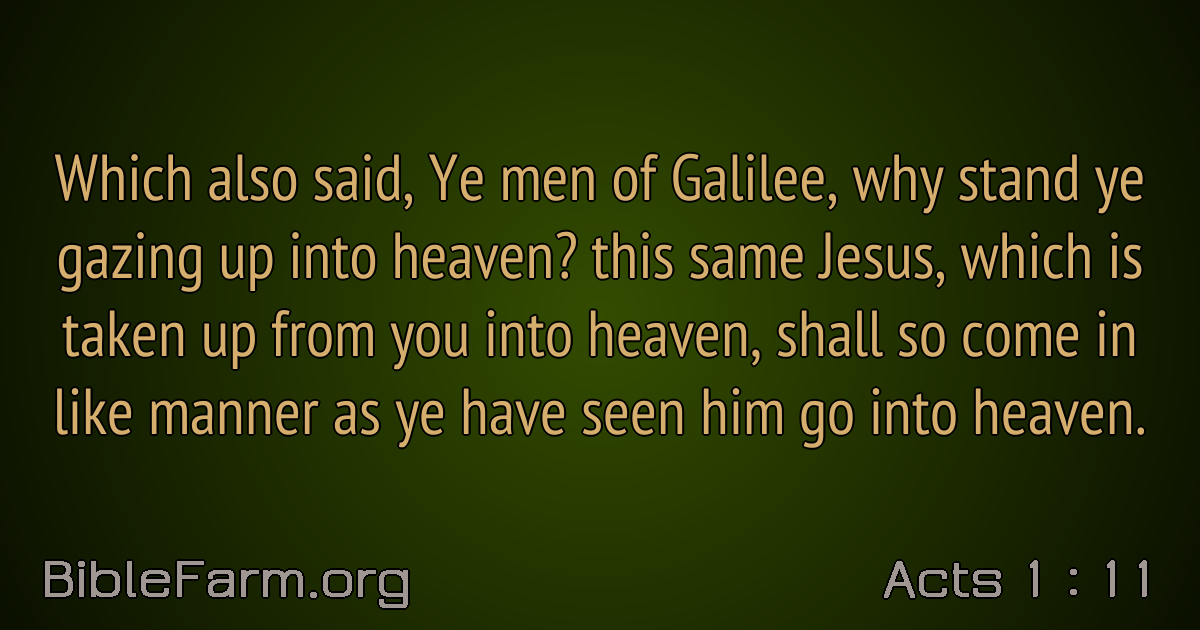 Which also said, Ye men of Galilee, why stand ye
gazing up into heaven? this same Jesus, which is
taken up from you into heaven, shall so come in
like manner as ye have seen him go into heaven.
BibleFarm.org
Acts 1 : 11